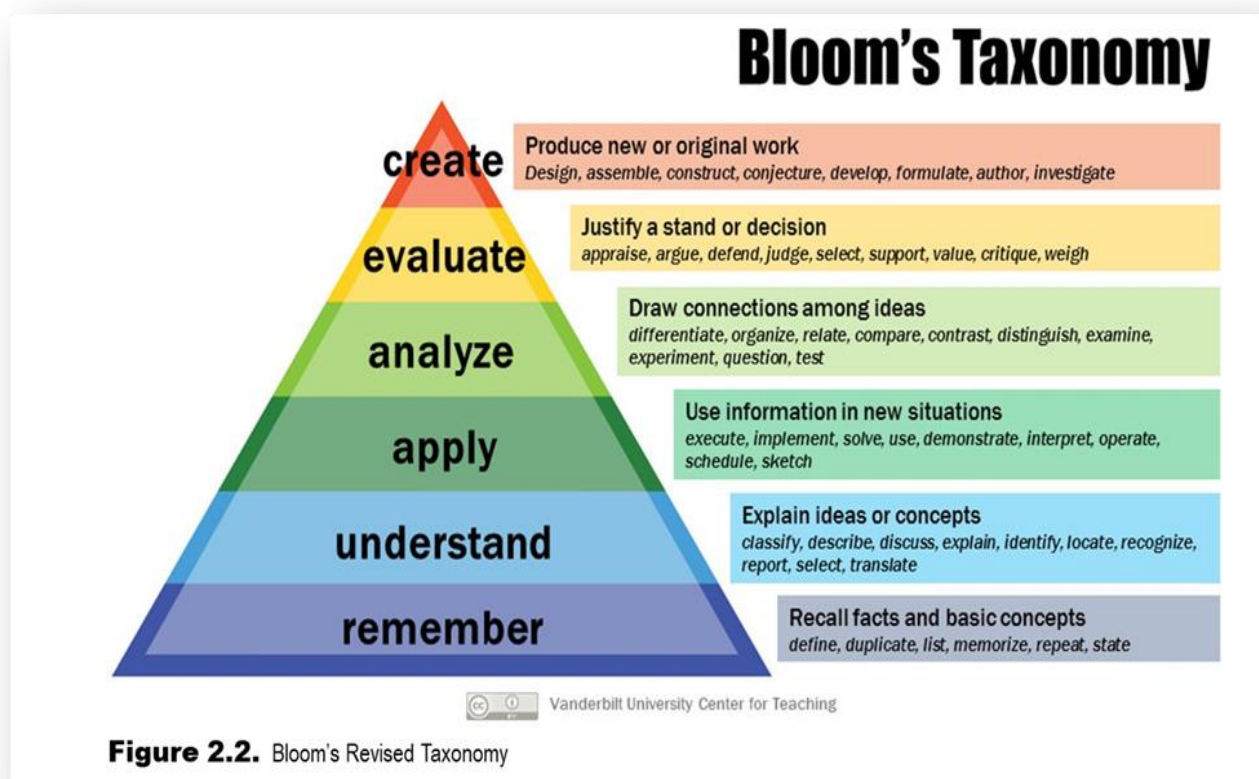 Bloom's Taxonomy
create
Produce new or original work
Design, assemble, construct, conjecture, develop, formulate, author, investigate
evaluate
Justify a stand or decision
appraise, argue, defend, judge, select, support, value, critique, weigh
analyze
Draw connections among ideas
differentiate, organize, relate, compare, contrast, distinguish, examine,
experiment, question, test
apply
Use information in new situations
execute, implement, solve, use, demonstrate, interpret, operate,
schedule, sketch
understand
Explain ideas or concepts
classify, describe, discuss, explain, identify, locate, recognize,
report, select, translate
remember
Recall facts and basic concepts
define, duplicate, list, memorize, repeat, state
cc
BY
Vanderbilt University Center for Teaching
Figure 2.2. Bloom's Revised Taxonomy